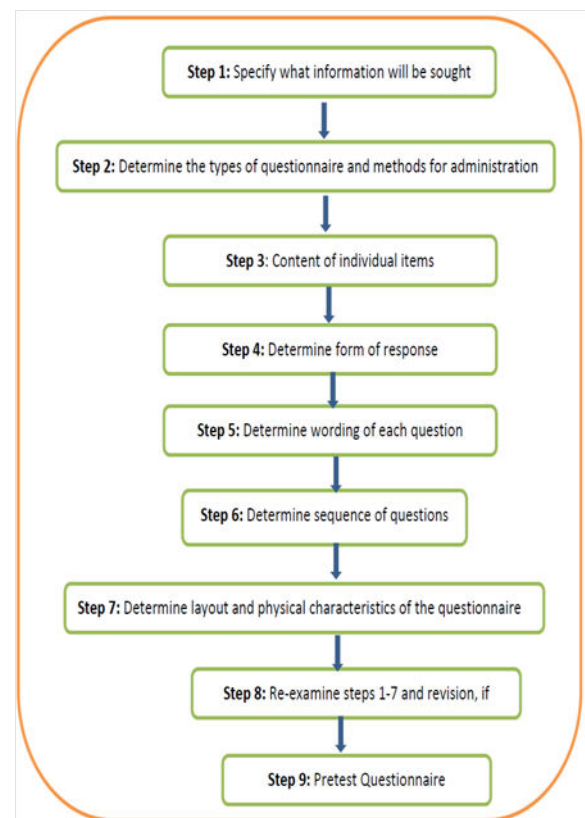 Step 1: Specify what information will be sought
Step 2: Determine the types of questionnaire and methods for administration
Step 3: Content of individual items
Step 4: Determine form of response
Step 5: Determine wording of each question
Step 6: Determine sequence of questions
Step 7: Determine layout and physical characteristics of the questionnaire
Step 8: Re-examine steps 1-7 and revision, if
Step 9: Pretest Questionnaire